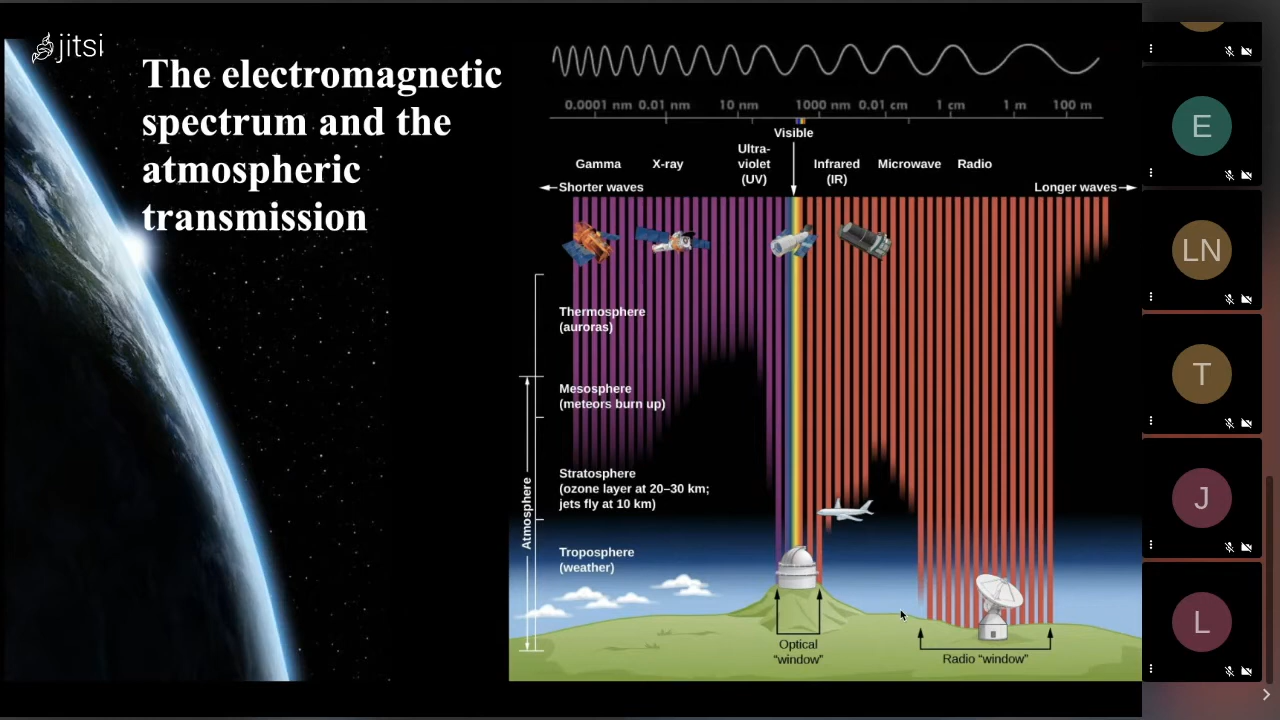 jitsi
The electromagnetic
spectrum and the
atmospheric
transmission
0.0001 nm 0.01 nm 10 nm 1000 nm 0.01 cm 1 cm 1 m 100 m
Visible
Gamma X-ray Ultra-
violet
(UV) Infrared
(IR) Microwave Radio
Shorter waves Longer waves
Thermosphere
(auroras)
Mesosphere
(meteors burn up)
Stratosphere
(ozone layer at 20–30 km;
jets fly at 10 km)
Atmosphere
Troposphere
(weather)
Optical
“window”
Radio “window”
E
LN
T
J
L